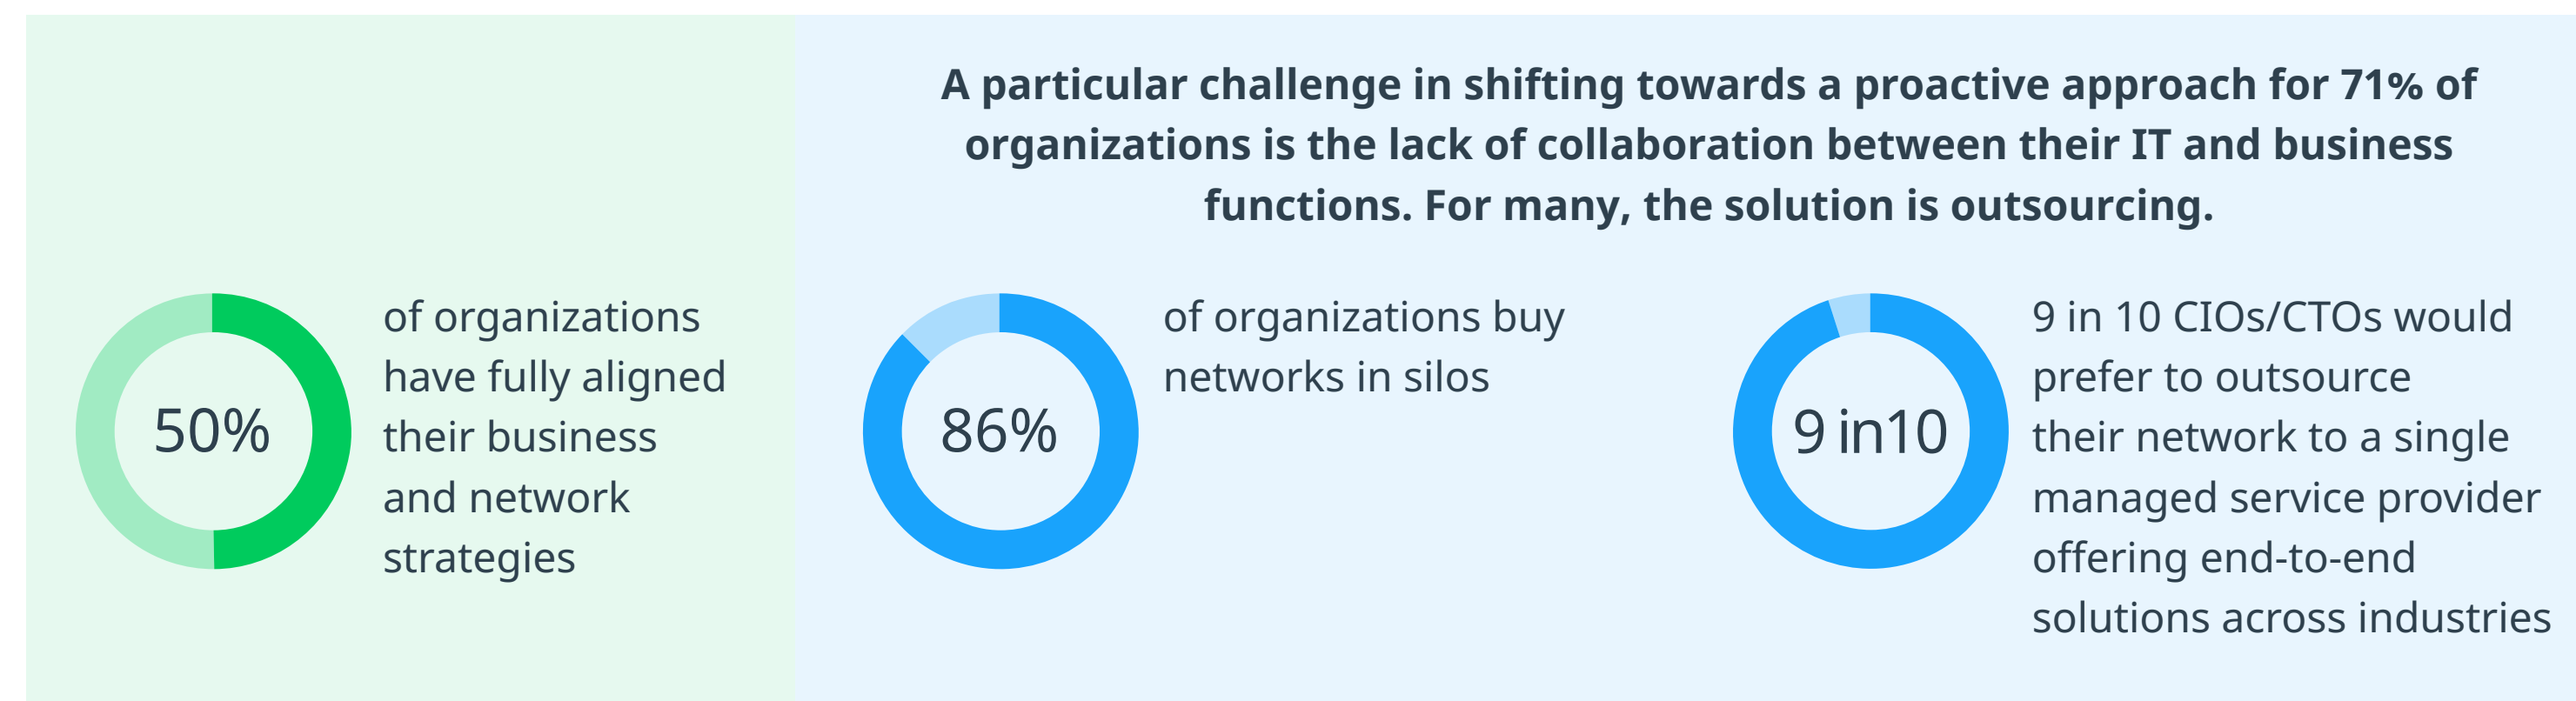 50%
of organizations
have fully aligned
their business
and network
strategies
A particular challenge in shifting towards a proactive approach for 71% of
organizations is the lack of collaboration between their IT and business
functions. For many, the solution is outsourcing.
86%
of organizations buy
networks in silos
9 in10
9 in 10 CIOs/CTOs would
prefer to outsource
their network to a single
managed service provider
offering end-to-end
solutions across industries